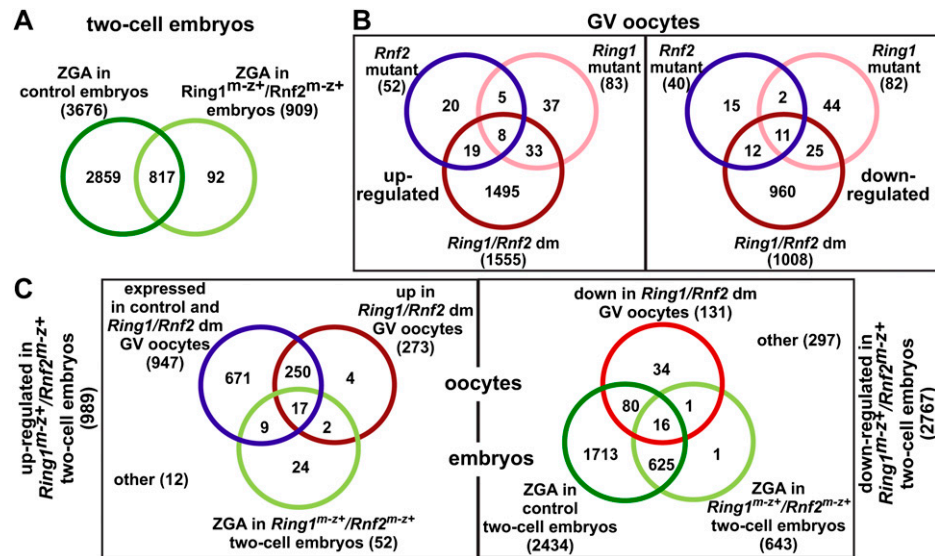 A
two-cell embryos
ZGA in
control embryos
(3676)
ZGA in
Ring1m-z+/Rnf2m-z+
embryos (909)
2859
817
92
B
GV oocytes
Rnf2
mutant
(52)
Ring1
mutant
(83)
20
5
37
8
19
33
up-
regulated
1495
Ring1/Rnf2 dm
(1555)
Rnf2
mutant
(40)
Ring1
mutant
(82)
15
2
44
11
12
25
960
down-
regulated
Ring1/Rnf2 dm
(1008)
C
up-regulated in
Ring1m-z+/Rnf2m-z+
two-cell embryos
(989)
expressed
in control and
Ring1/Rnf2 dm
GV oocytes
(947)
up in
Ring1/Rnf2 dm
GV oocytes
(273)
671
250
4
17
9
2
24
other (12)
ZGA in Ring1m-z+/Rnf2m-z+
two-cell embryos (52)
oocytes
embryos
down in Ring1/Rnf2 dm
GV oocytes (131)
other (297)
34
80
1
16
1713
625
1
ZGA in
control
two-cell embryos
(2434)
ZGA in
Ring1m-z+/Rnf2m-z+
two-cell embryos
(643)
down-regulated in
Ring1m-z+/Rnf2m-z+
two-cell embryos
(2767)